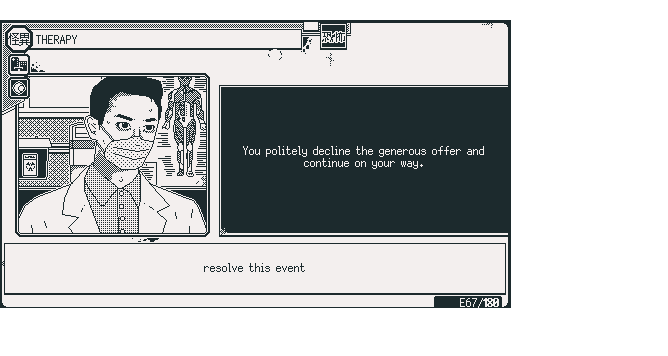 怪異 THERAPY
恐怖
You politely decline the generous offer and
continue on your way.
resolve this event
E67/180